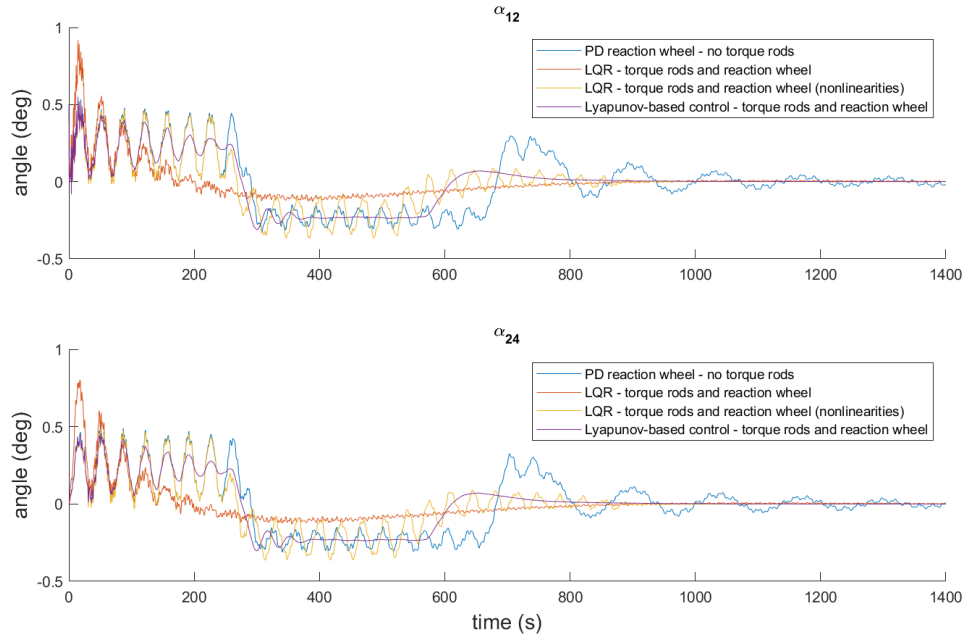 α12
1
0.5
0
-0.5
angle (deg)
PD reaction wheel - no torque rods
LQR - torque rods and reaction wheel
LQR - torque rods and reaction wheel (nonlinearities)
Lyapunov-based control - torque rods and reaction wheel
0 200 400 600 800 1000 1200 1400
α24
1
0.5
0
-0.5
angle (deg)
PD reaction wheel - no torque rods
LQR - torque rods and reaction wheel
LQR - torque rods and reaction wheel (nonlinearities)
Lyapunov-based control - torque rods and reaction wheel
0 200 400 600 800 1000 1200 1400
time (s)